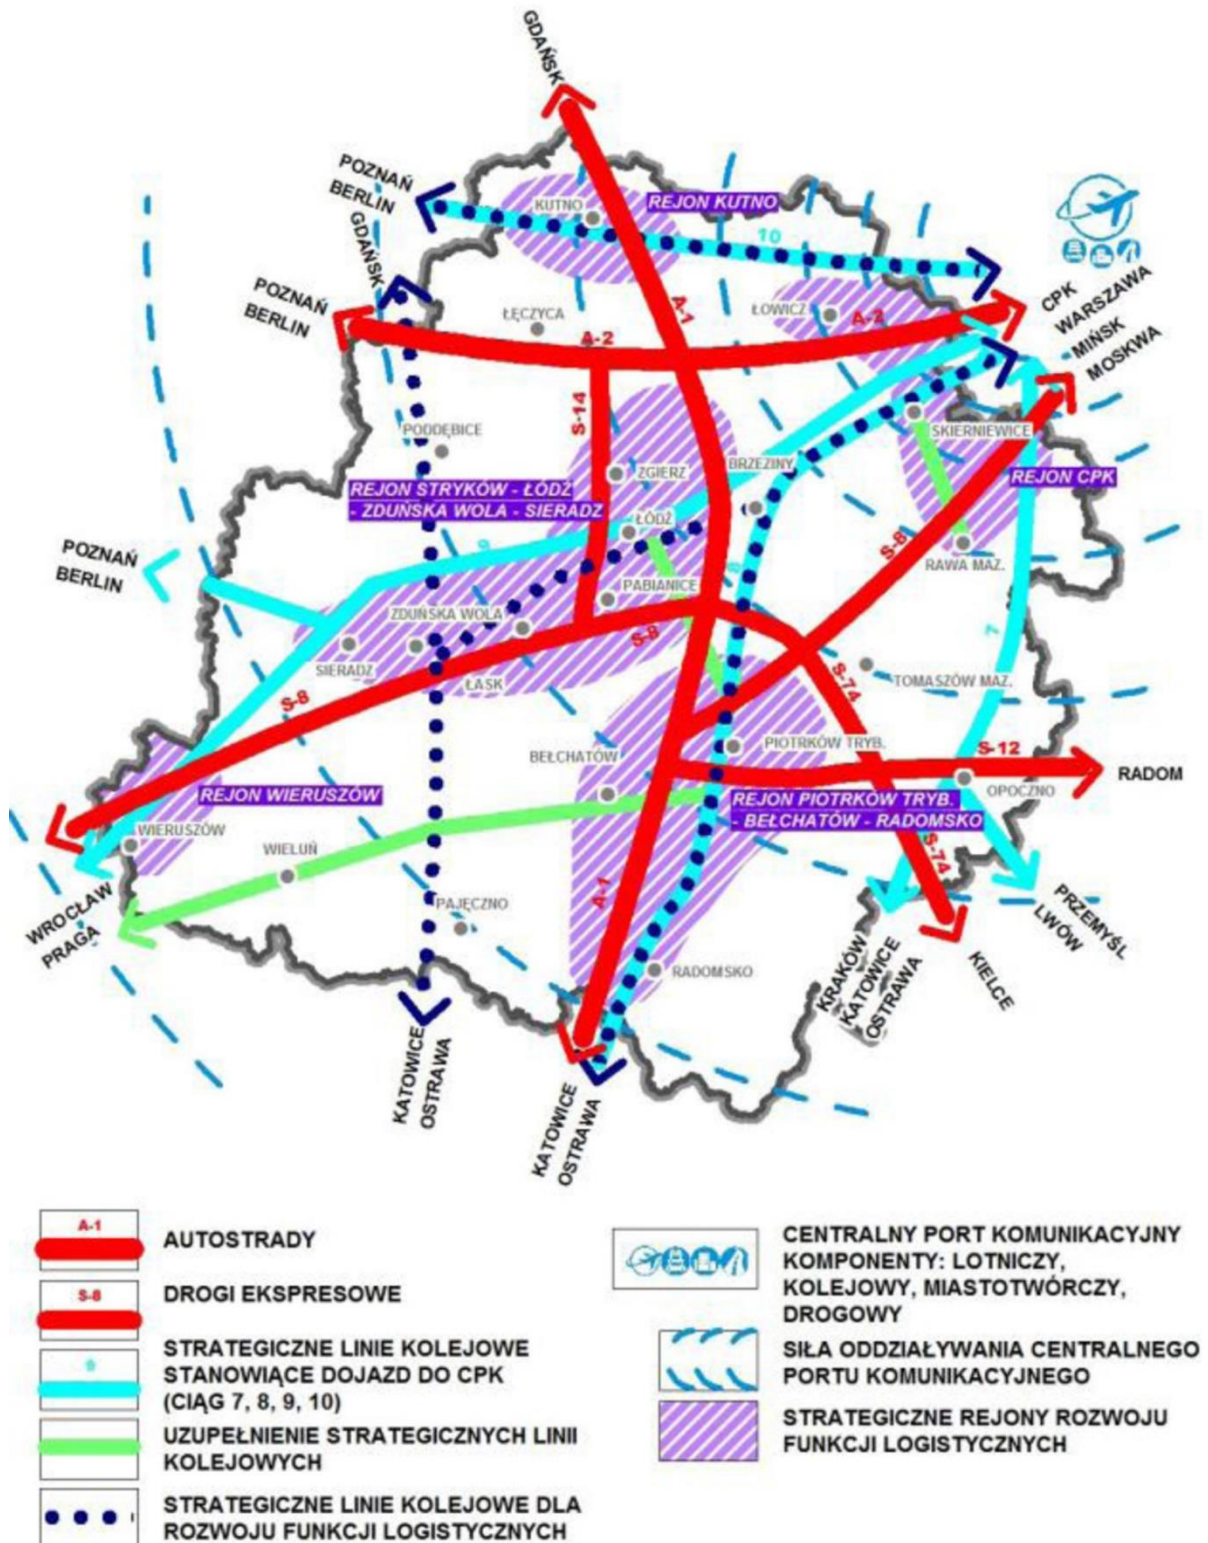 GDAŃSK
POZNAŃ
BERLIN
KUTNO
REJON KUTNO
10
GDAŃSK
POZNAŃ
BERLIN
ŁĘCZYCA
A-1
ŁOWICZ
A-2
A-2
CPK
WARSZAWA
MIŃSK
MOSKWA
S-14
PODDĘBICE
SKIERNIEWICE
BRZEZINY
ZGIERZ
REJON CPK
REJON STRYKÓW - ŁÓDŹ
- ZDUŃSKA WOLA - SIERADZ
ŁÓDŹ
9
S-8
POZNAŃ
BERLIN
RAWA MAZ.
8
PABIANICE
ZDUŃSKA WOLA
S-8
7
SIERADZ
ŁASK
S-74
TOMASZÓW MAZ.
S-8
BEŁCHATÓW
PIOTRKÓW TRYB.
S-12
RADOM
OPOCZNO
REJON WIERUSZÓW
REJON PIOTRKÓW TRYB.
- BEŁCHATÓW - RADOMSKO
WIERUSZÓW
WIELUŃ
S-74
A-1
PAJĘCZNO
WROCŁAW
PRAGA
PRZEMYŚL
LWÓW
RADOMSKO
KRAKÓW
KATOWICE
OSTRAWA
KIELCE
KATOWICE
OSTRAWA
KATOWICE
OSTRAWA
A-1
AUTOSTRADY
S-8
DROGI EKSPRESOWE
9
STRATEGICZNE LINIE KOLEJOWE
STANOWIĄCE DOJAZD DO CPK
(CIĄG 7, 8, 9, 10)
UZUPEŁNIENIE STRATEGICZNYCH LINII
KOLEJOWYCH
STRATEGICZNE LINIE KOLEJOWE DLA
ROZWOJU FUNKCJI LOGISTYCZNYCH
CENTRALNY PORT KOMUNIKACYJNY
KOMPONENTY: LOTNICZY,
KOLEJOWY, MIASTOTWÓRCZY,
DROGOWY
SIŁA ODDZIAŁYWANIA CENTRALNEGO
PORTU KOMUNIKACYJNEGO
STRATEGICZNE REJONY ROZWOJU
FUNKCJI LOGISTYCZNYCH